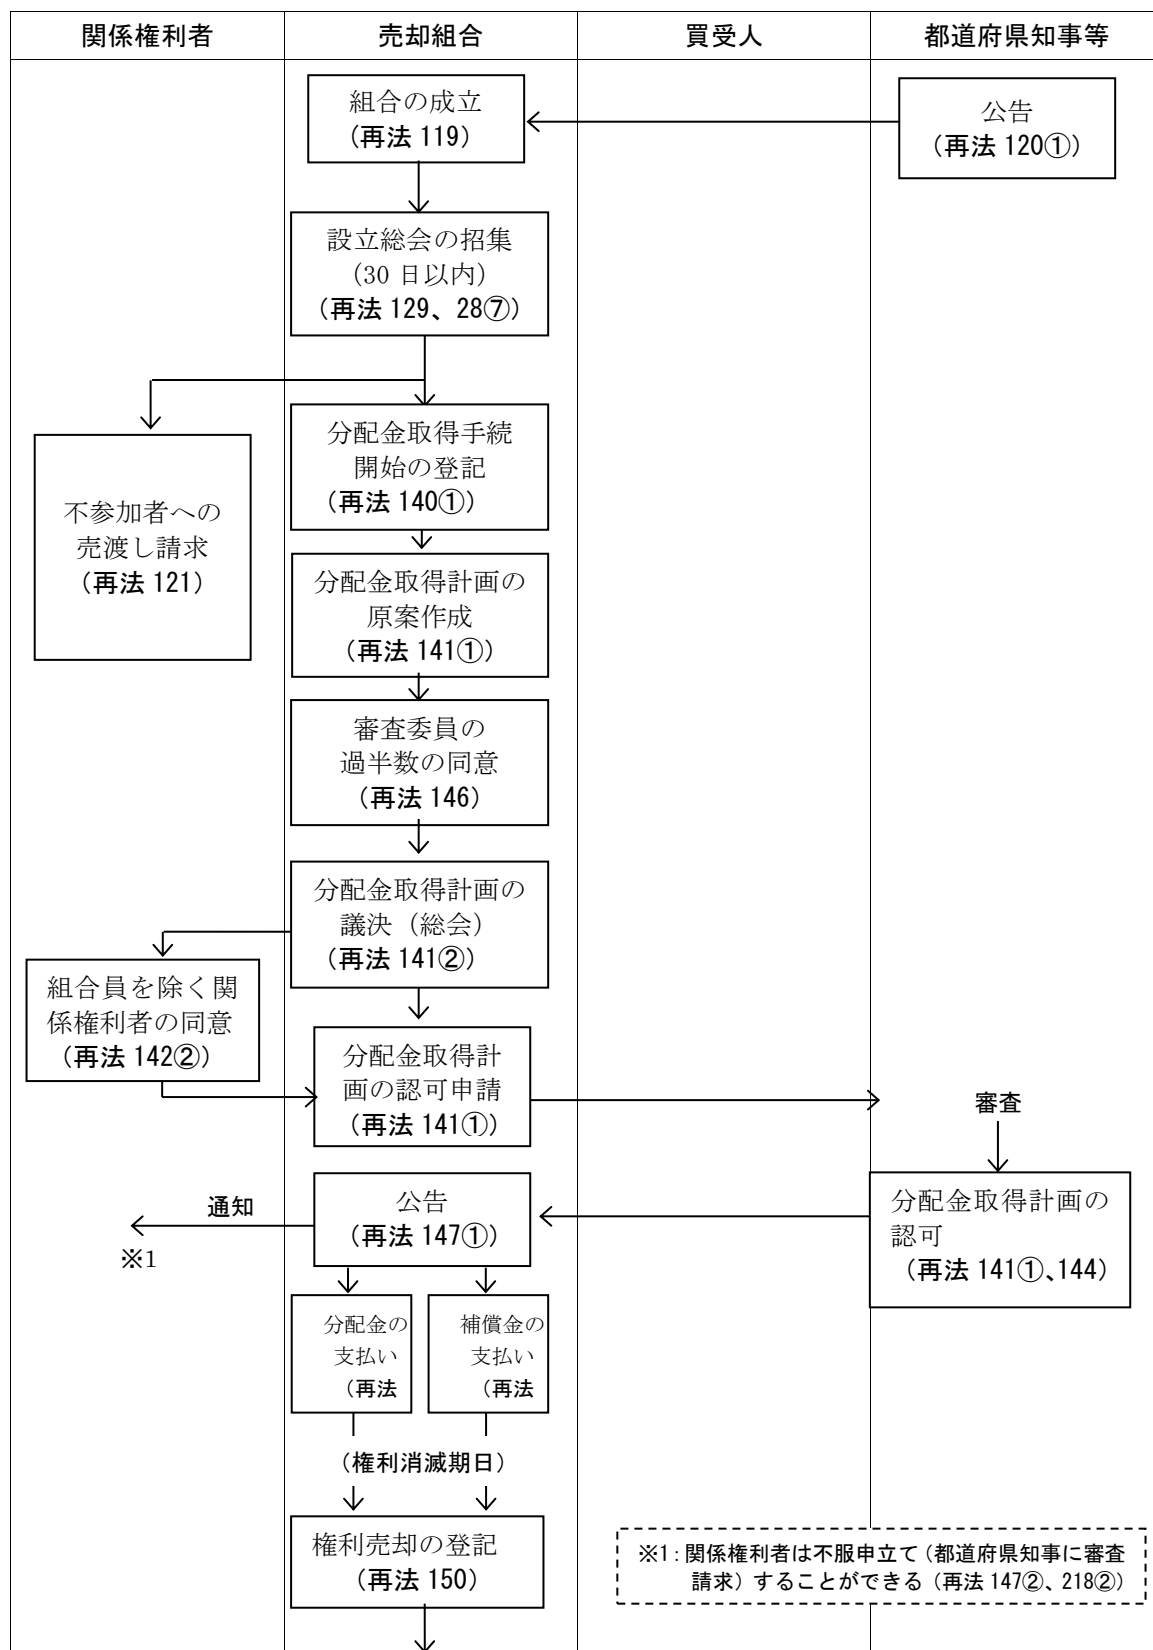 関係権利者
売却組合
買受人
都道府県知事等
組合の成立
（再法 119）
公告
（再法 120①）
設立総会の招集
（30 日以内）
（再法 129、28⑦）
分配金取得手続
開始の登記
（再法 140①）
不参加者への
売渡し請求
（再法 121）
分配金取得計画の
原案作成
（再法 141①）
審査委員の
過半数の同意
（再法 146）
分配金取得計画の
議決（総会）
（再法 141②）
組合員を除く関
係権利者の同意
（再法 142②）
分配金取得計
画の認可申請
（再法 141①）
審査
分配金取得計画の
認可
（再法 141①、144）
公告
（再法 147①）
通知
※1
分配金の
支払い
（再法
補償金の
支払い
（再法
（権利消滅期日）
権利売却の登記
（再法 150）
※1：関係権利者は不服申立て（都道府県知事に審査
請求）することができる（再法 147②、218②）